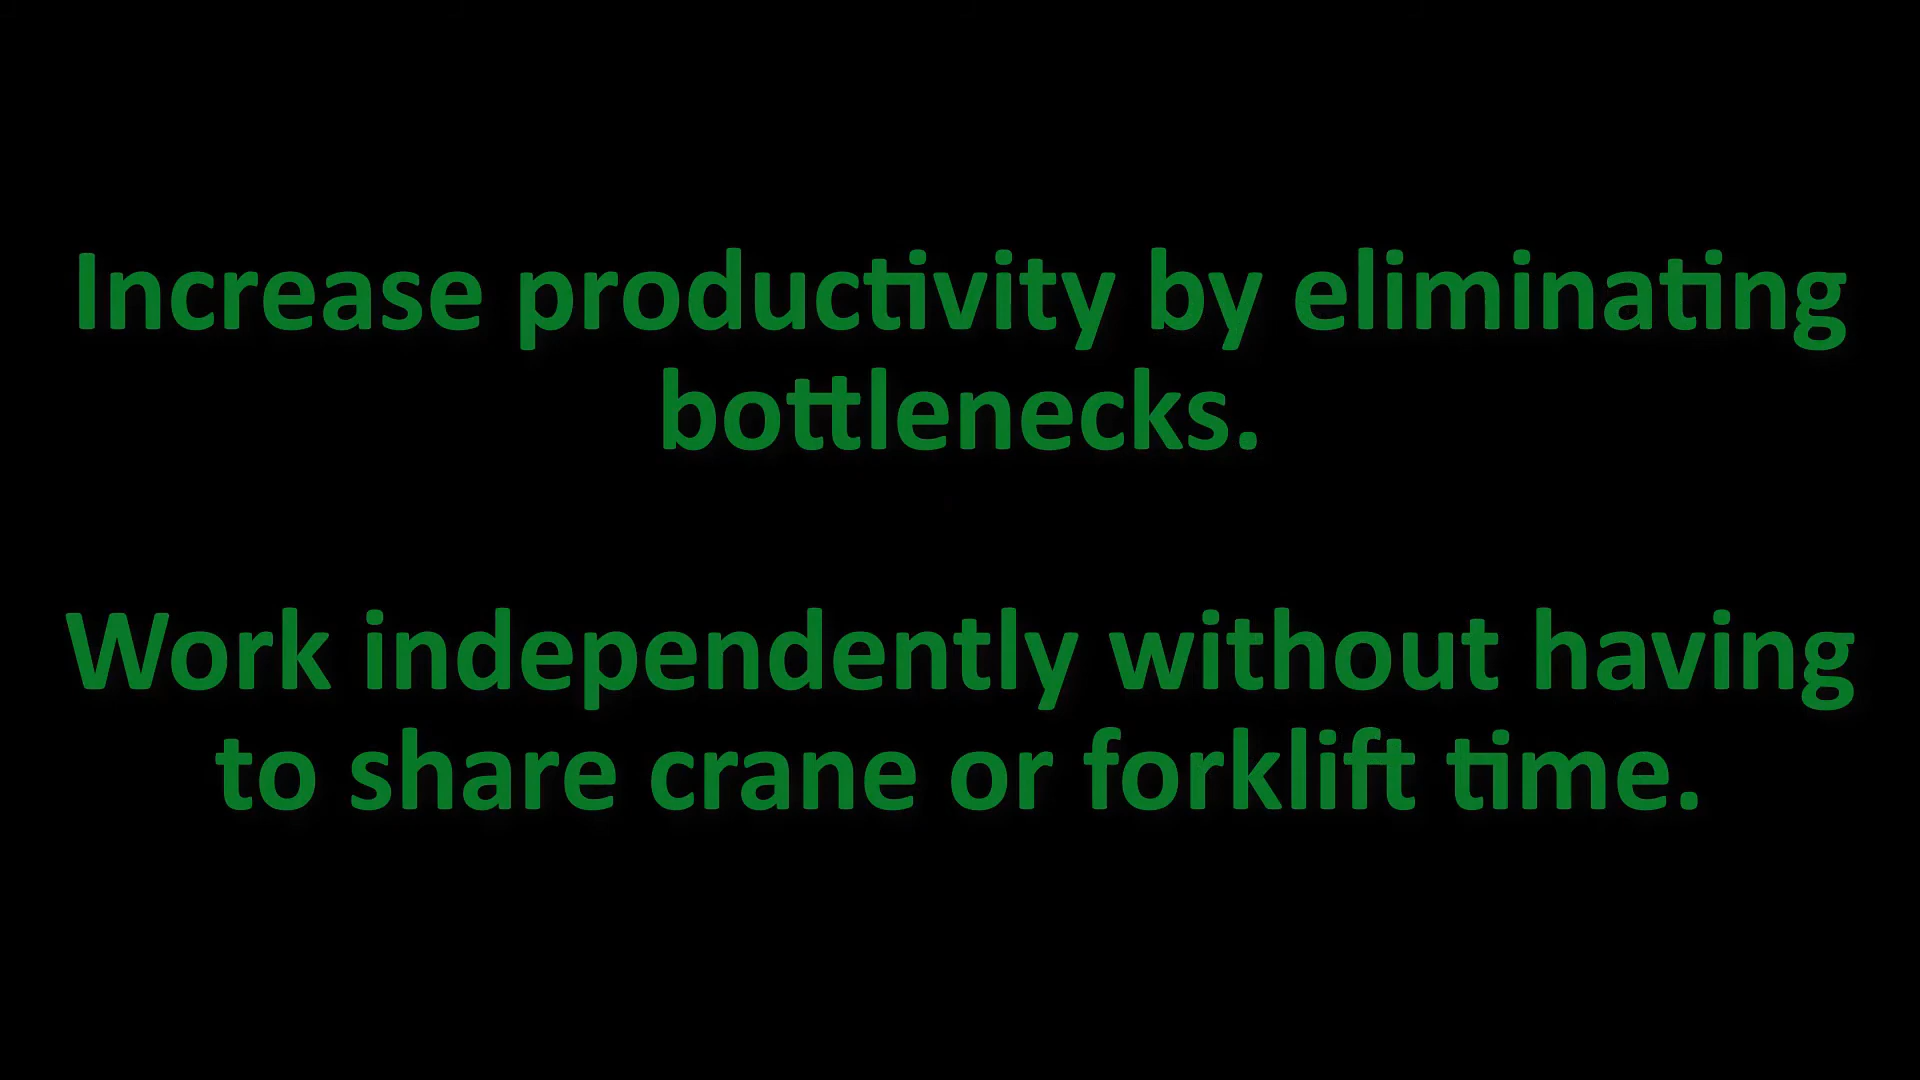 Increase productivity by eliminating
bottlenecks.
Work independently without having
to share crane or forklift time.